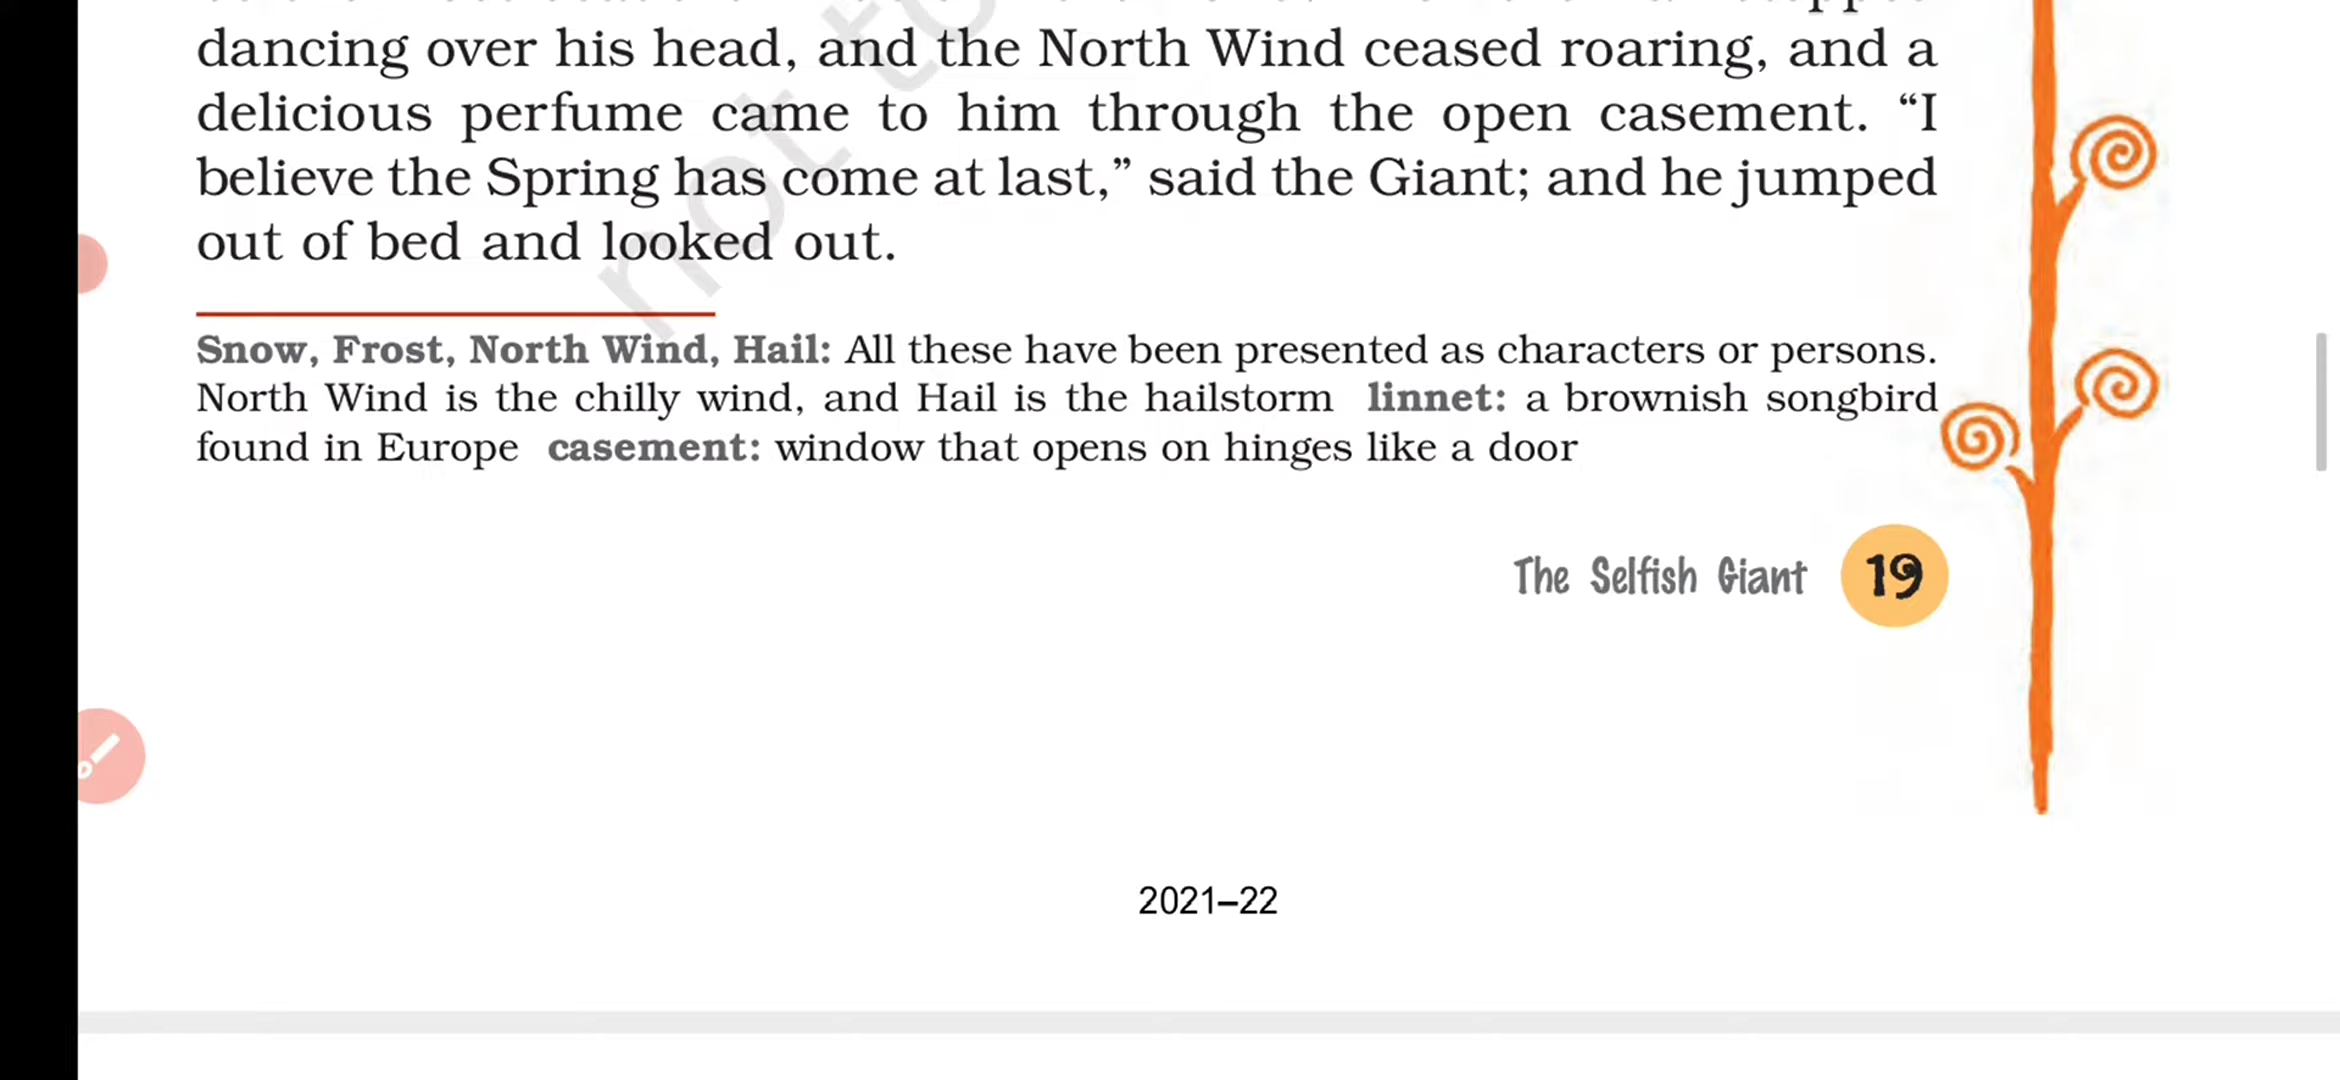 dancing over his head, and the North Wind ceased roaring, and a
delicious perfume came to him through the open casement. “I
believe the Spring has come at last,” said the Giant; and he jumped
out of bed and looked out.
Snow, Frost, North Wind, Hail: All these have been presented as characters or persons.
North Wind is the chilly wind, and Hail is the hailstorm linnet: a brownish songbird
found in Europe casement: window that opens on hinges like a door
The Selfish Giant 19
2021–22
not to